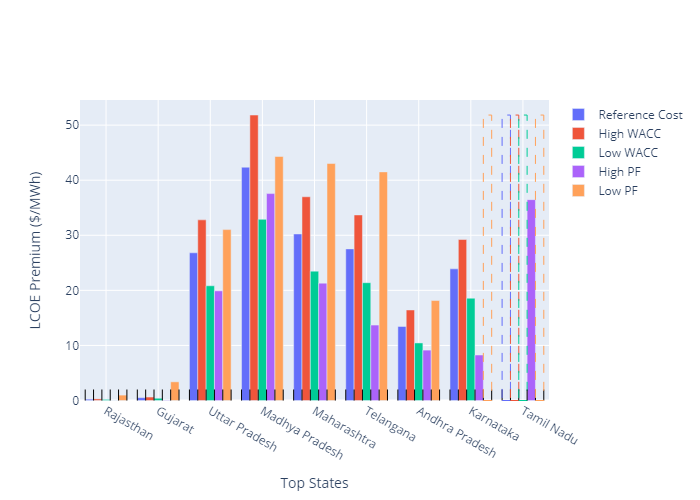 Reference Cost
High WACC
Low WACC
High PF
Low PF
LCOE Premium ($/MWh)
50
40
30
20
10
0
Rajasthan
Gujarat
Uttar Pradesh
Madhya Pradesh
Maharashtra
Telangana
Andhra Pradesh
Karnataka
Tamil Nadu
Top States